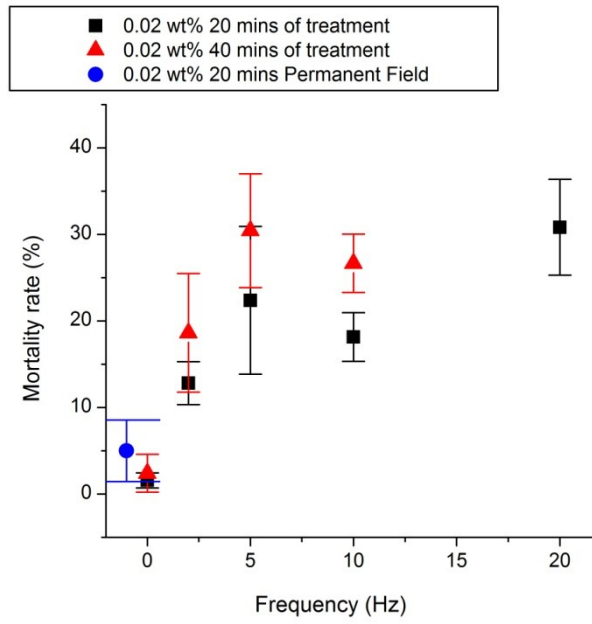 0.02 wt% 20 mins of treatment
0.02 wt% 40 mins of treatment
0.02 wt% 20 mins Permanent Field
40
30
20
10
0
Mortality rate (%)
0 5 10 15 20
Frequency (Hz)